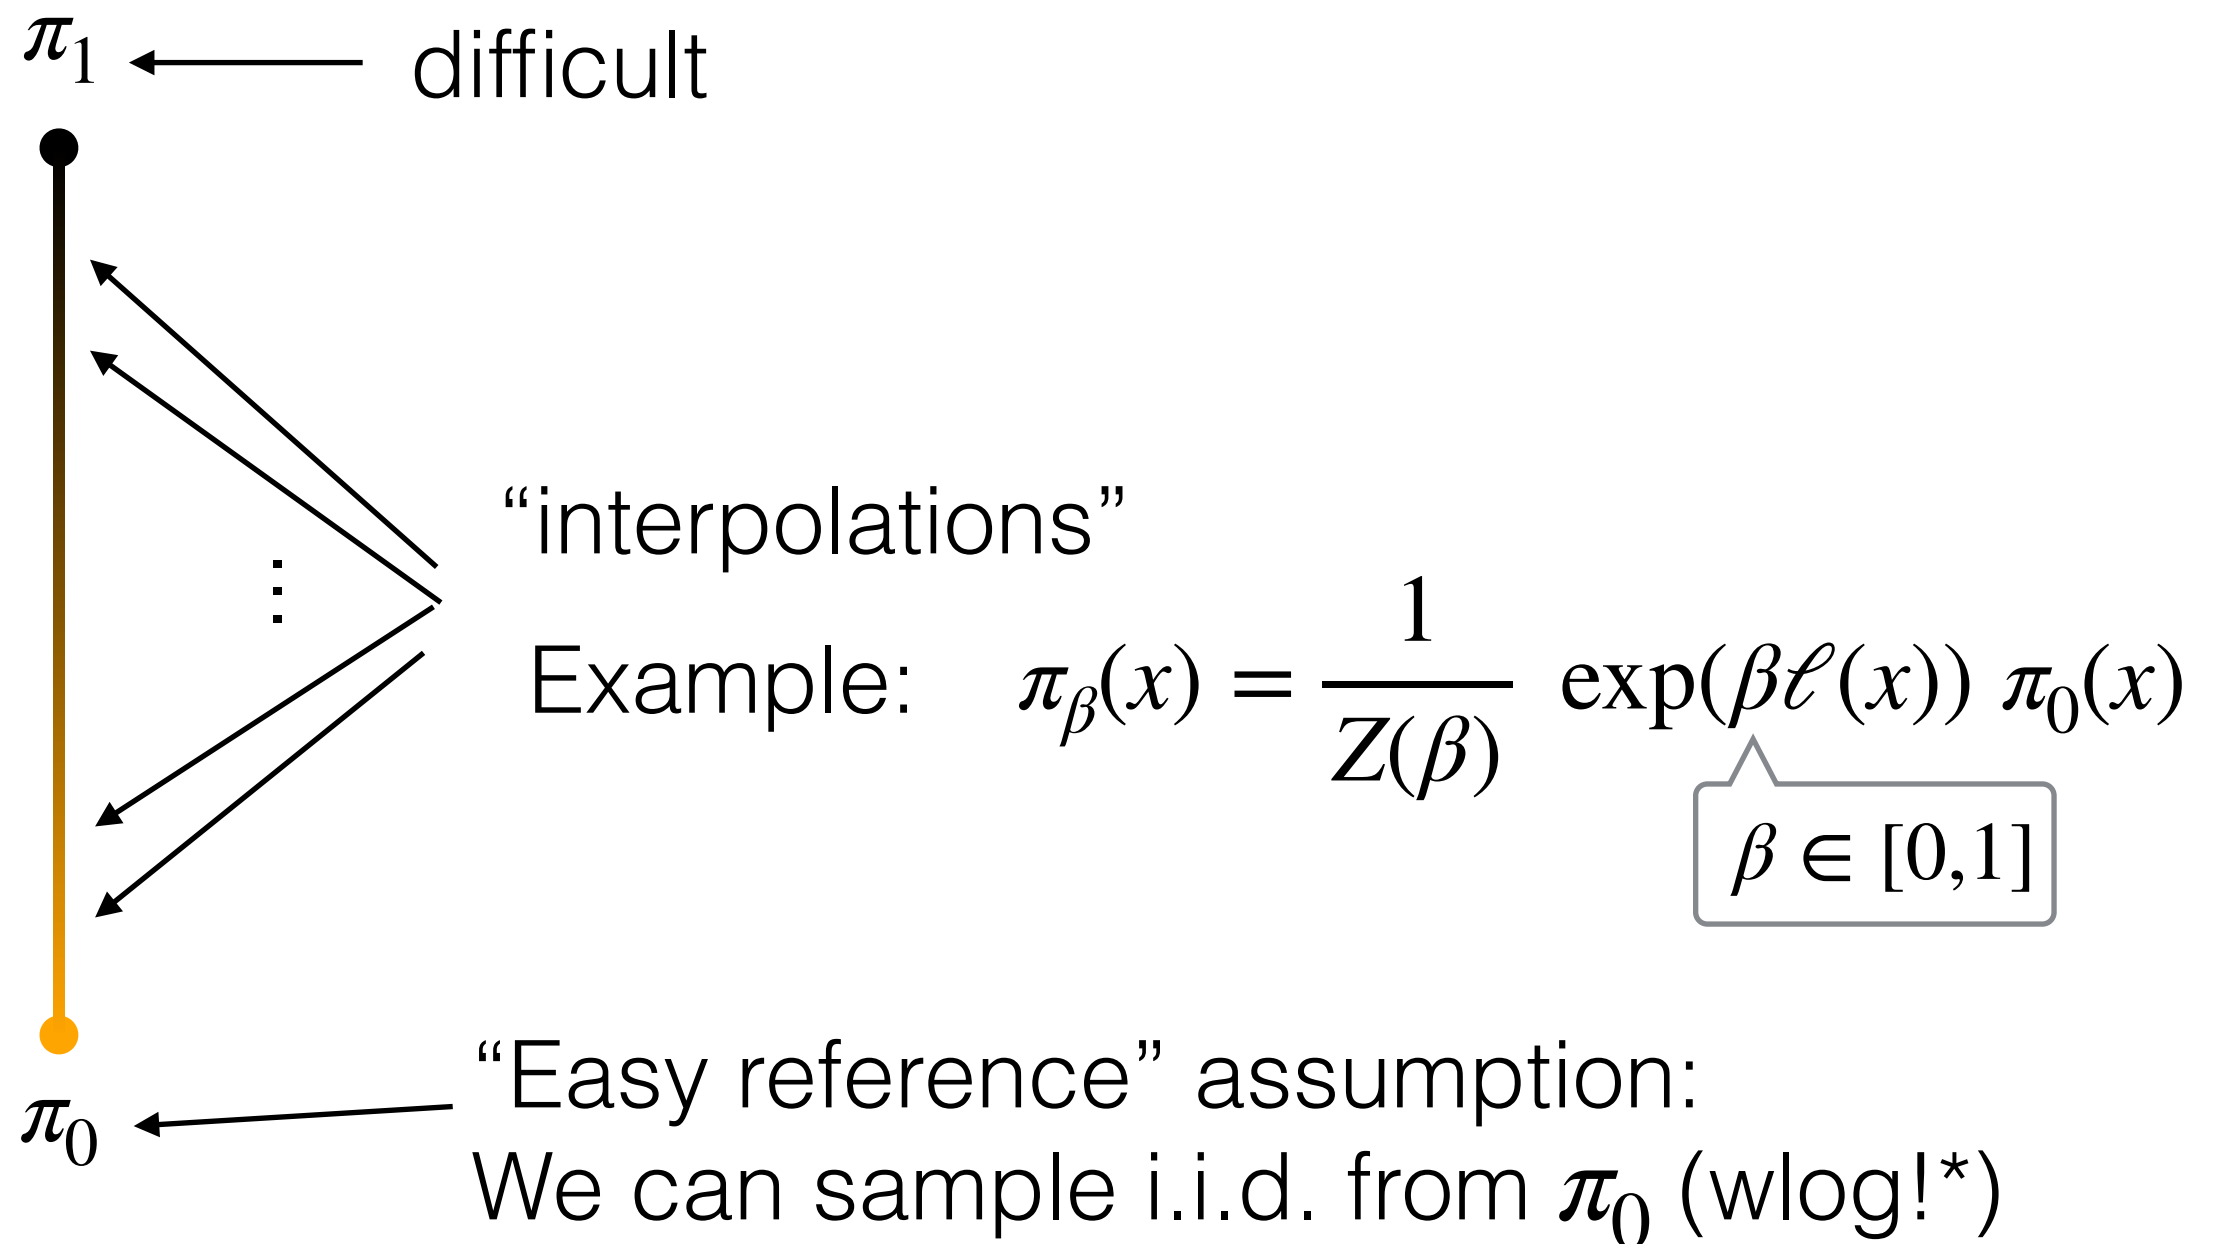 π₁ difficult
“interpolations”
⋮
Example: π_β(x) = 1/Z(β) exp(βℓ(x)) π₀(x)
β ∈ [0,1]
“Easy reference” assumption:
π₀
We can sample i.i.d. from π₀ (wlog!*)